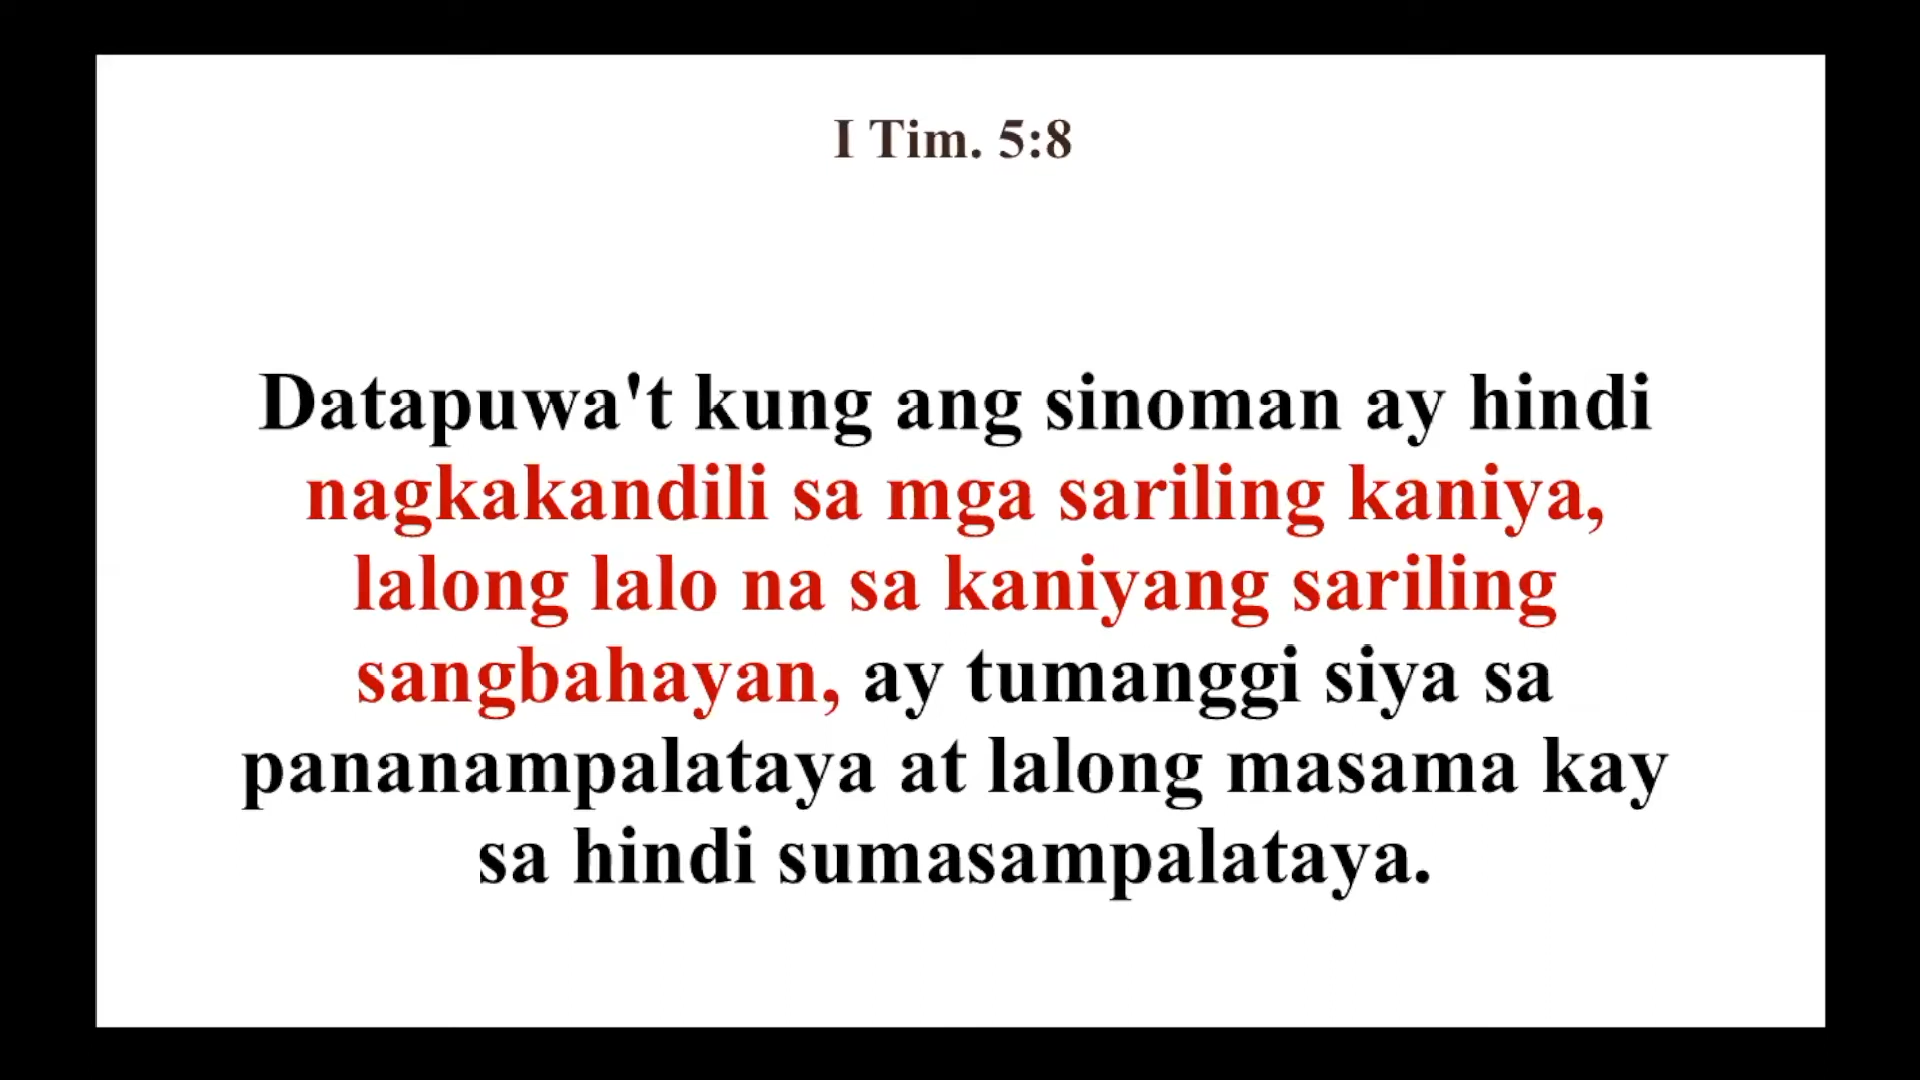 I Tim. 5:8
Datapuwa't kung ang sinoman ay hindi
nagkakandili sa mga sariling kaniya,
lalong lalo na sa kaniyang sariling
sangbahayan, ay tumanggi siya sa
pananampalataya at lalong masama kay
sa hindi sumasampalataya.